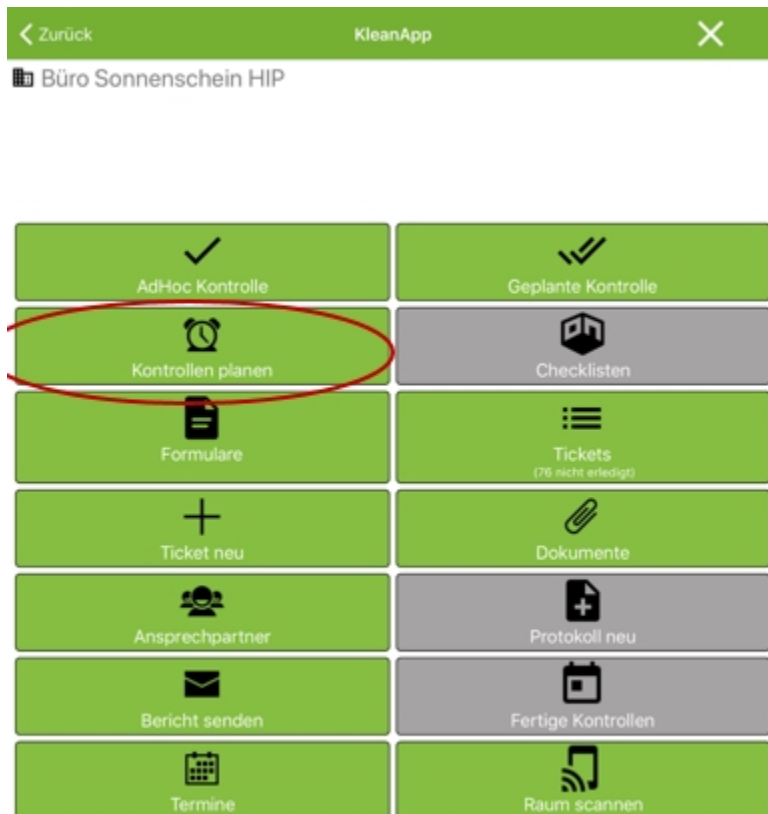 Zurück
KleanApp
Büro Sonnenschein HIP
AdHoc Kontrolle
Geplante Kontrolle
Kontrollen planen
Checklisten
Formulare
Tickets
(76 nicht erledigt)
Ticket neu
Dokumente
Ansprechpartner
Protokoll neu
Bericht senden
Fertige Kontrollen
Termine
Raum scannen